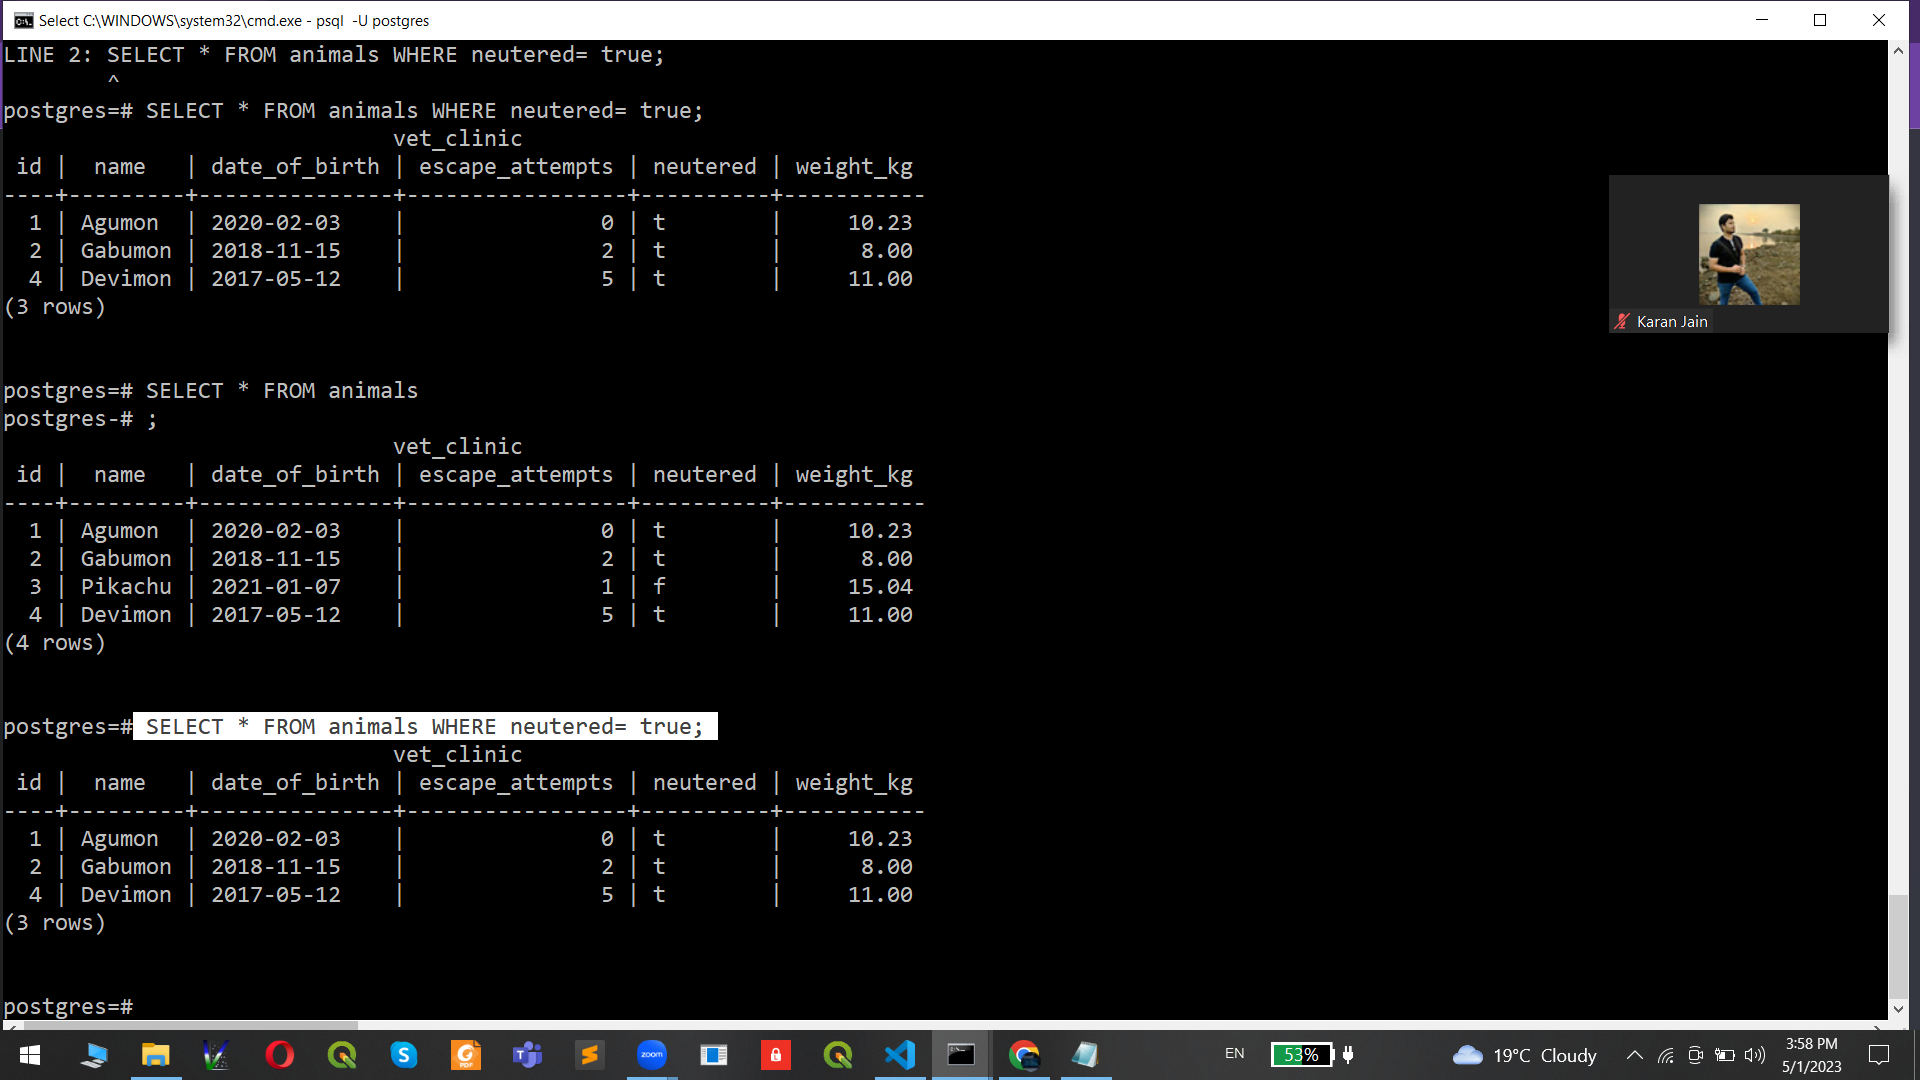 Select C:\WINDOWS\system32\cmd.exe - psql  -U postgres
LINE 2: SELECT * FROM animals WHERE neutered= true;
        ^
postgres=# SELECT * FROM animals WHERE neutered= true;
                              vet_clinic
 id |  name   | date_of_birth | escape_attempts | neutered | weight_kg
----+---------+---------------+-----------------+----------+-----------
  1 | Agumon  | 2020-02-03    |               0 | t        |     10.23
  2 | Gabumon | 2018-11-15    |               2 | t        |      8.00
  4 | Devimon | 2017-05-12    |               5 | t        |     11.00
(3 rows)
Karan Jain
postgres=# SELECT * FROM animals
postgres-# ;
                              vet_clinic
 id |  name   | date_of_birth | escape_attempts | neutered | weight_kg
----+---------+---------------+-----------------+----------+-----------
  1 | Agumon  | 2020-02-03    |               0 | t        |     10.23
  2 | Gabumon | 2018-11-15    |               2 | t        |      8.00
  3 | Pikachu | 2021-01-07    |               1 | f        |     15.04
  4 | Devimon | 2017-05-12    |               5 | t        |     11.00
(4 rows)
postgres=# SELECT * FROM animals WHERE neutered= true;
                              vet_clinic
 id |  name   | date_of_birth | escape_attempts | neutered | weight_kg
----+---------+---------------+-----------------+----------+-----------
  1 | Agumon  | 2020-02-03    |               0 | t        |     10.23
  2 | Gabumon | 2018-11-15    |               2 | t        |      8.00
  4 | Devimon | 2017-05-12    |               5 | t        |     11.00
(3 rows)
postgres=#
zoom
EN
53%
19°C Cloudy
3:58 PM
5/1/2023